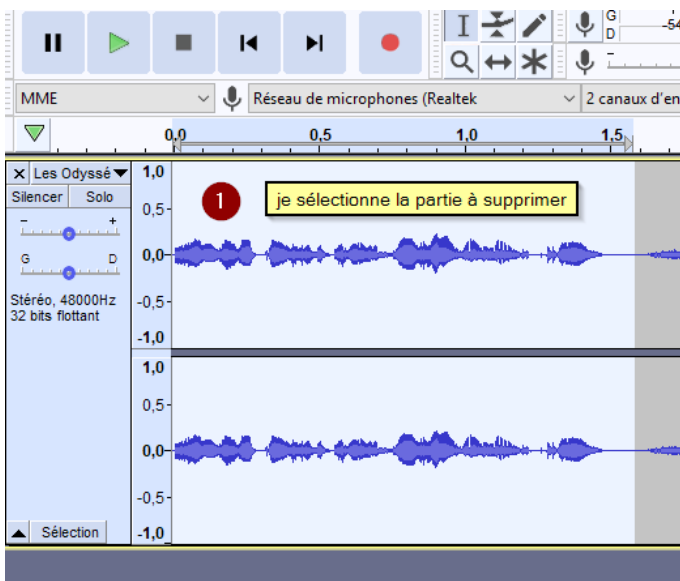 G
D
-54
MME
Réseau de microphones (Realtek
2 canaux d'en
0,0 0,5 1,0 1,5
× Les Odyssé
Silencer Solo
- +
G D
Stéréo, 48000Hz
32 bits flottant
Sélection
1,0
0,5-
0,0-
-0,5-
-1,0
1 je sélectionne la partie à supprimer
1,0
0,5-
0,0-
-0,5-
-1,0